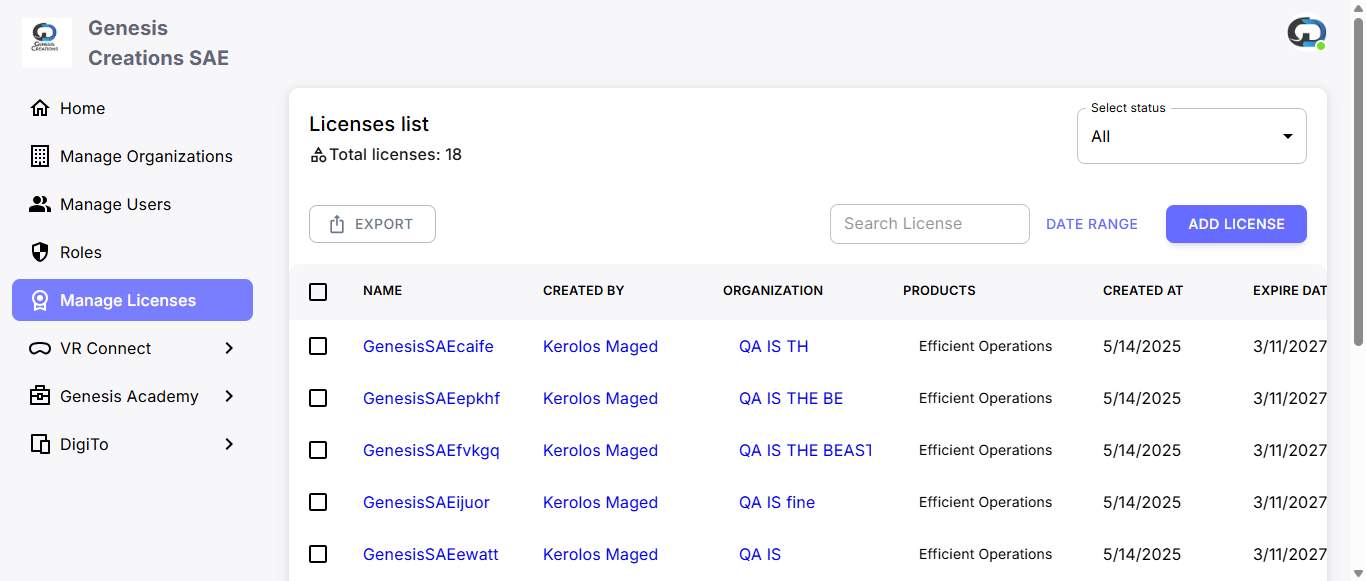 GENESIS
CREATIONS
Genesis
Creations SAE
Home
Manage Organizations
Manage Users
Roles
Manage Licenses
VR Connect
Genesis Academy
DigiTo
Licenses list
Total licenses: 18
Select status
All
EXPORT
Search License
DATE RANGE
ADD LICENSE
NAME CREATED BY ORGANIZATION PRODUCTS CREATED AT EXPIRE DAT
GenesisSAEcaife Kerolos Maged QA IS TH Efficient Operations 5/14/2025 3/11/2027
GenesisSAEepkhf Kerolos Maged QA IS THE BE Efficient Operations 5/14/2025 3/11/2027
GenesisSAEfvkgq Kerolos Maged QA IS THE BEAST Efficient Operations 5/14/2025 3/11/2027
GenesisSAEijuor Kerolos Maged QA IS fine Efficient Operations 5/14/2025 3/11/2027
GenesisSAEewatt Kerolos Maged QA IS Efficient Operations 5/14/2025 3/11/2027